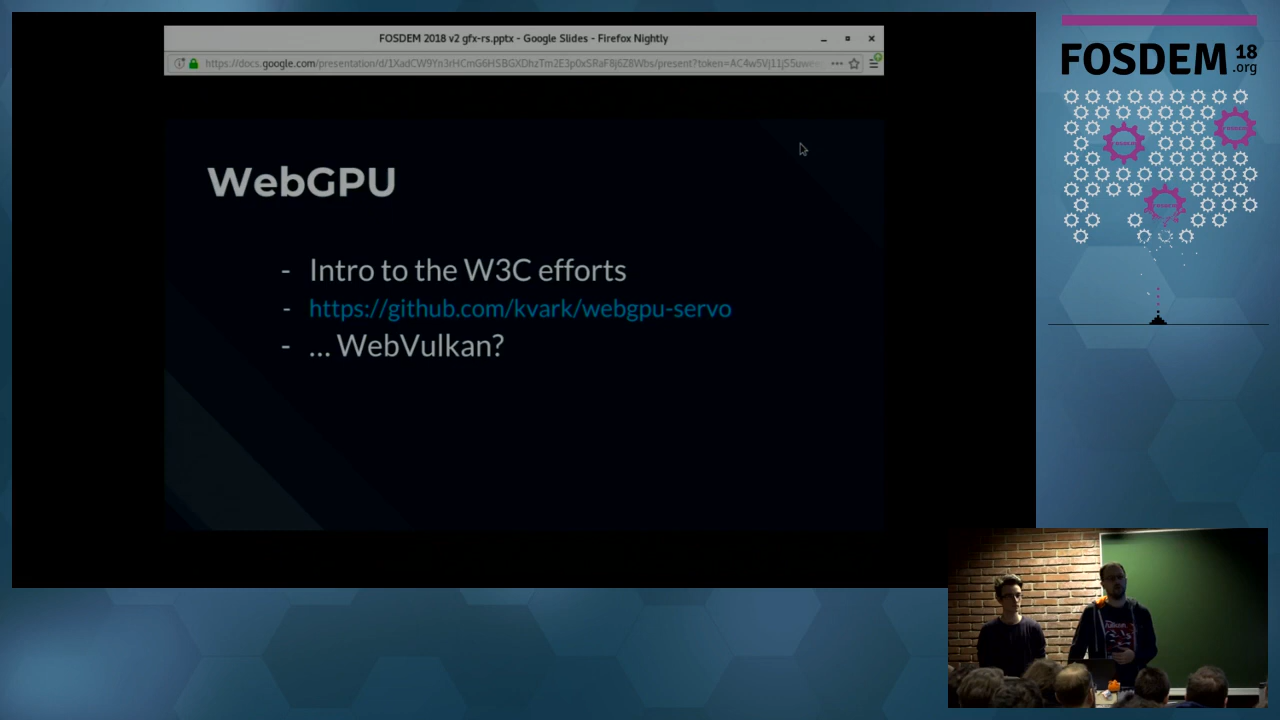 FOSDEM 2018 v2 gfx-rs.pptx - Google Slides - Firefox Nightly
WebGPU
- Intro to the W3C efforts
- https://github.com/kvark/webgpu-servo
- ... WebVulkan?
FOSDEM 18
.org